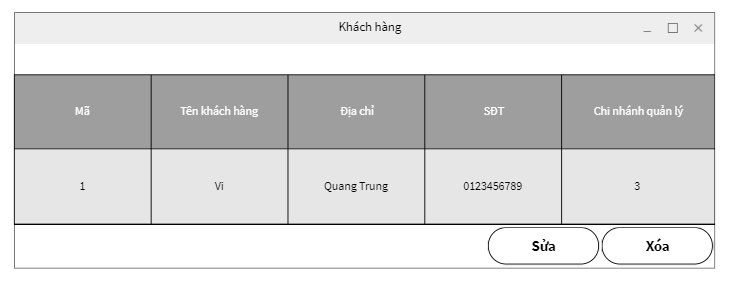 Khách hàng
Mã Tên khách hàng Địa chỉ SĐT Chi nhánh quản lý
1 Vi Quang Trung 0123456789 3
Sửa Xóa